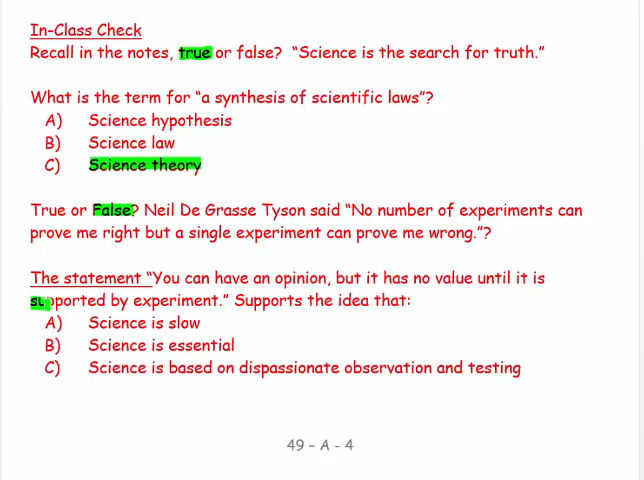 In-Class Check
Recall in the notes, true or false? “Science is the search for truth.”
What is the term for “a synthesis of scientific laws”?
A) Science hypothesis
B) Science law
C) Science theory
True or False? Neil De Grasse Tyson said “No number of experiments can
prove me right but a single experiment can prove me wrong.”?
The statement “You can have an opinion, but it has no value until it is
supported by experiment.” Supports the idea that:
A) Science is slow
B) Science is essential
C) Science is based on dispassionate observation and testing
49 – A - 4